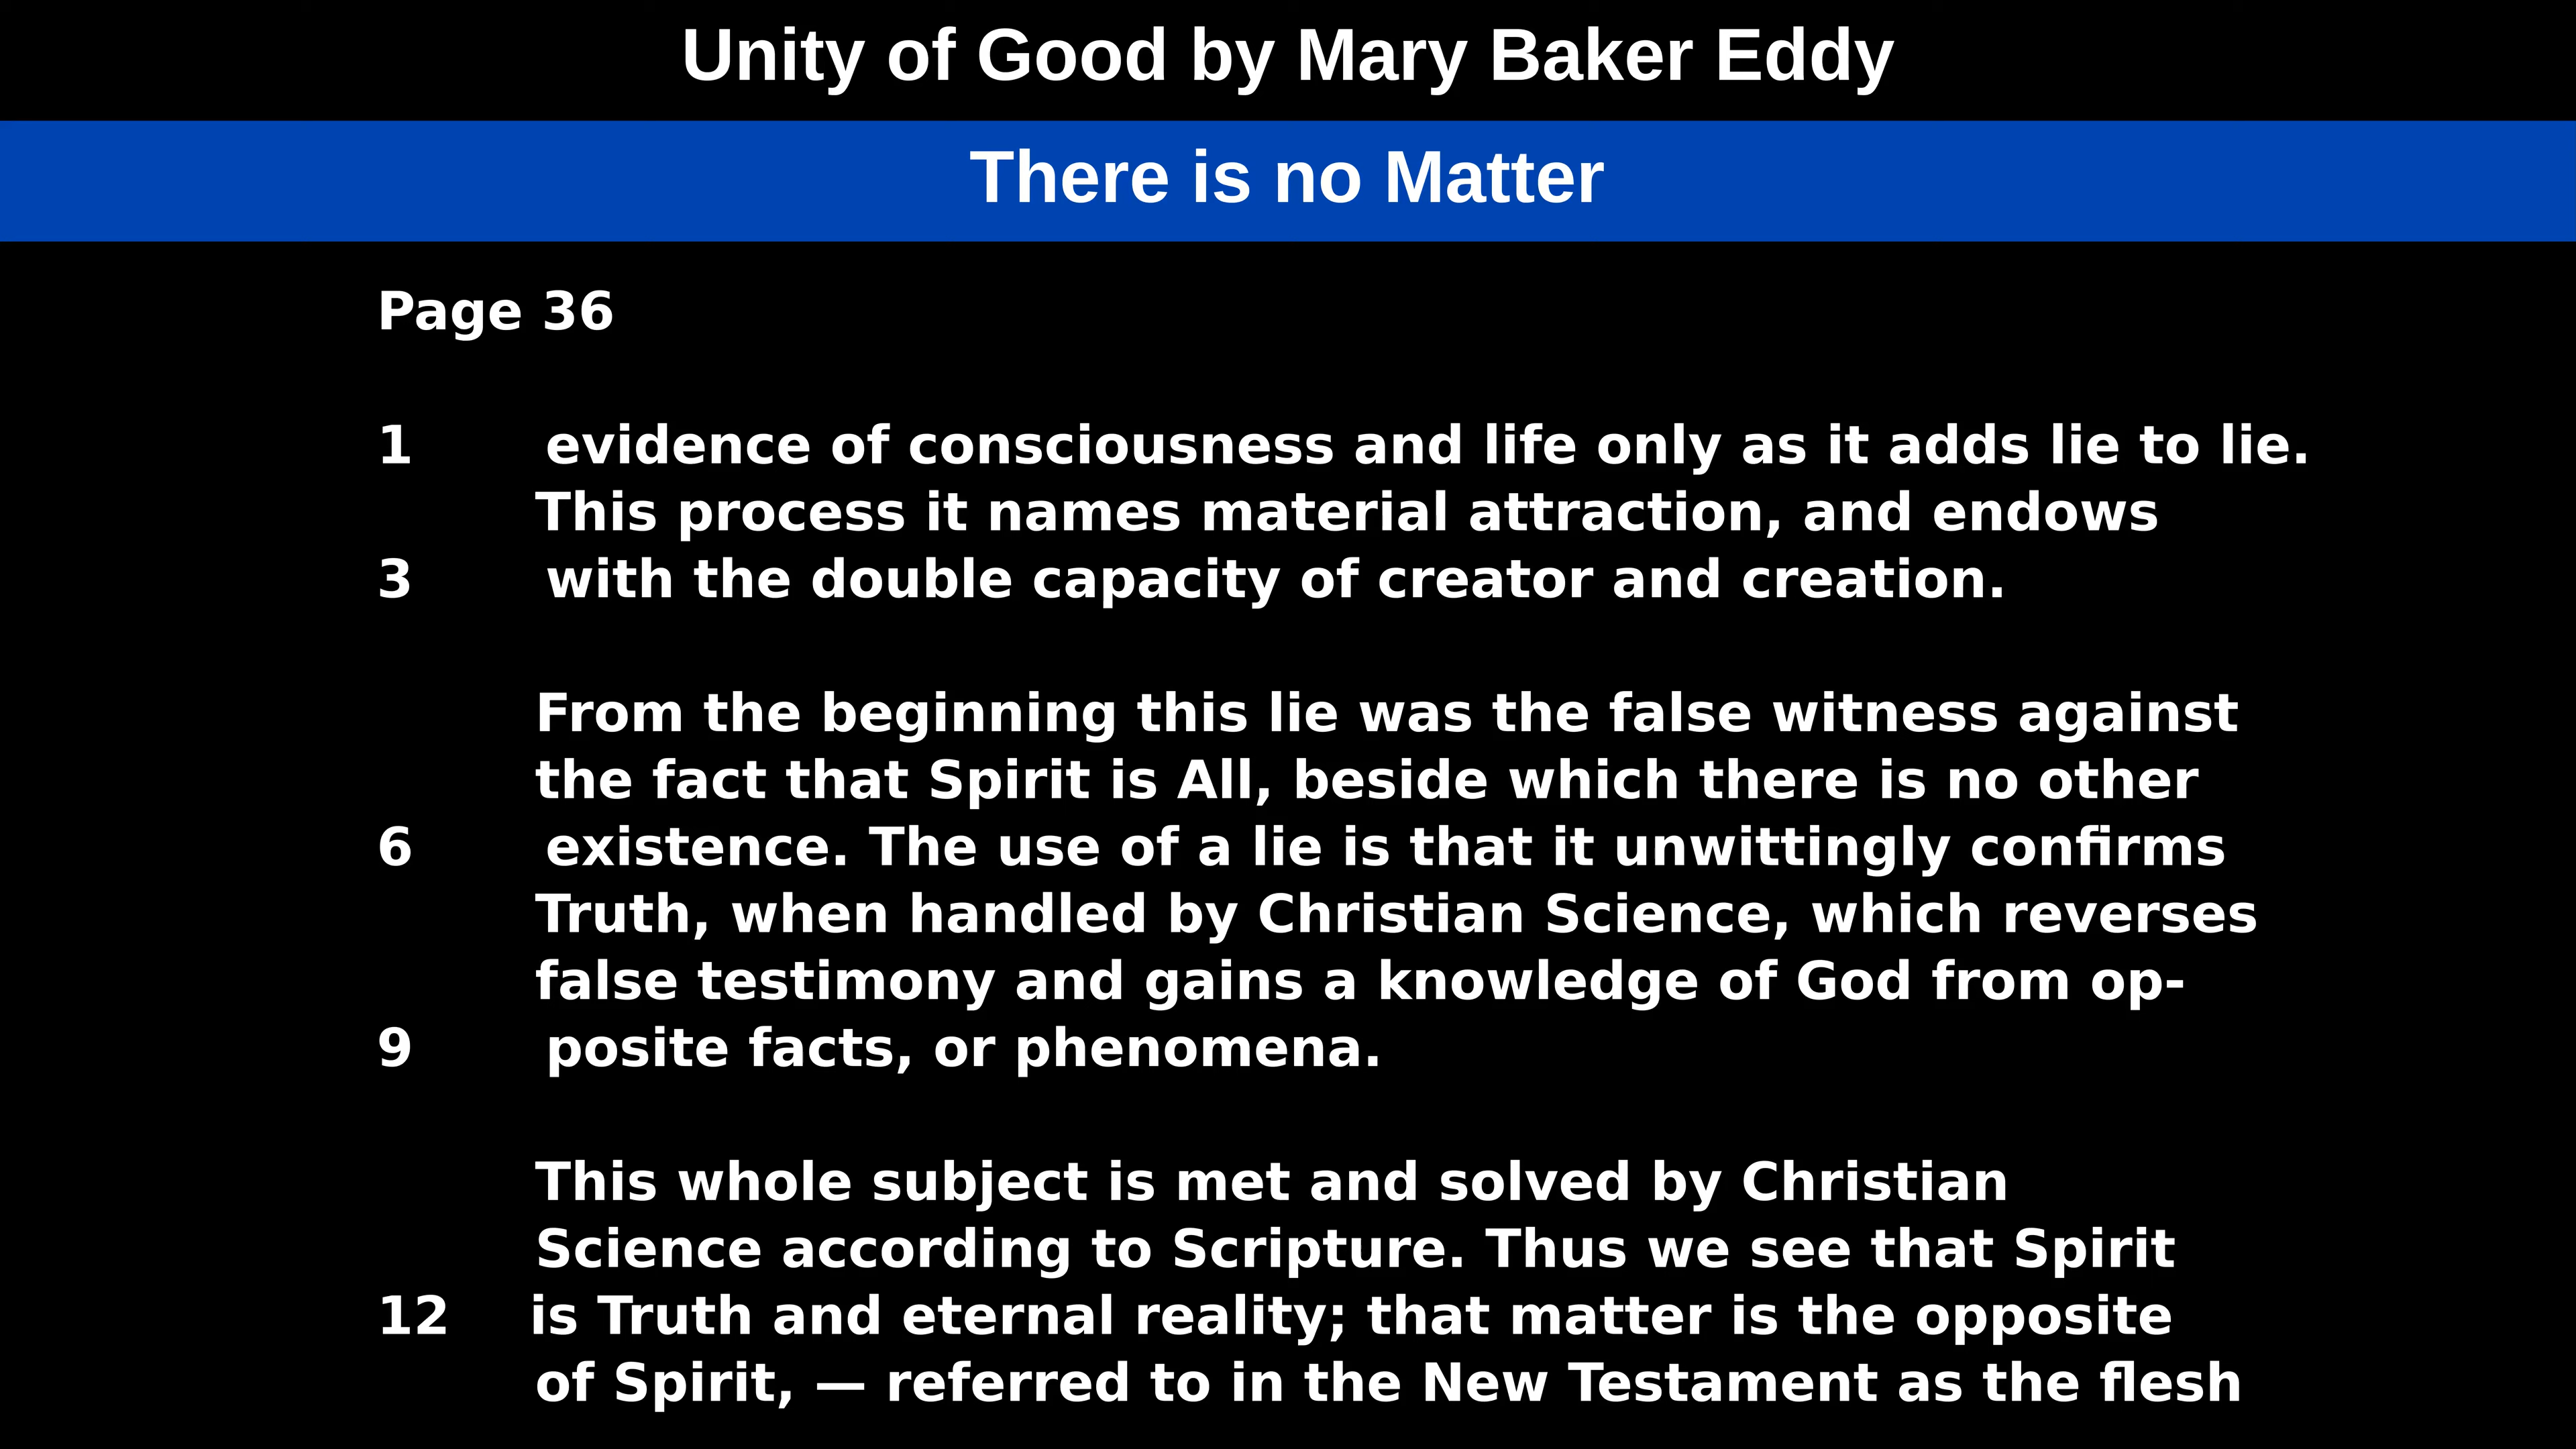 Unity of Good by Mary Baker Eddy
There is no Matter
Page 36
1 evidence of consciousness and life only as it adds lie to lie.
This process it names material attraction, and endows
3 with the double capacity of creator and creation.
From the beginning this lie was the false witness against
the fact that Spirit is All, beside which there is no other
6 existence. The use of a lie is that it unwittingly confirms
Truth, when handled by Christian Science, which reverses
false testimony and gains a knowledge of God from op-
9 posite facts, or phenomena.
This whole subject is met and solved by Christian
Science according to Scripture. Thus we see that Spirit
12 is Truth and eternal reality; that matter is the opposite
of Spirit, — referred to in the New Testament as the flesh